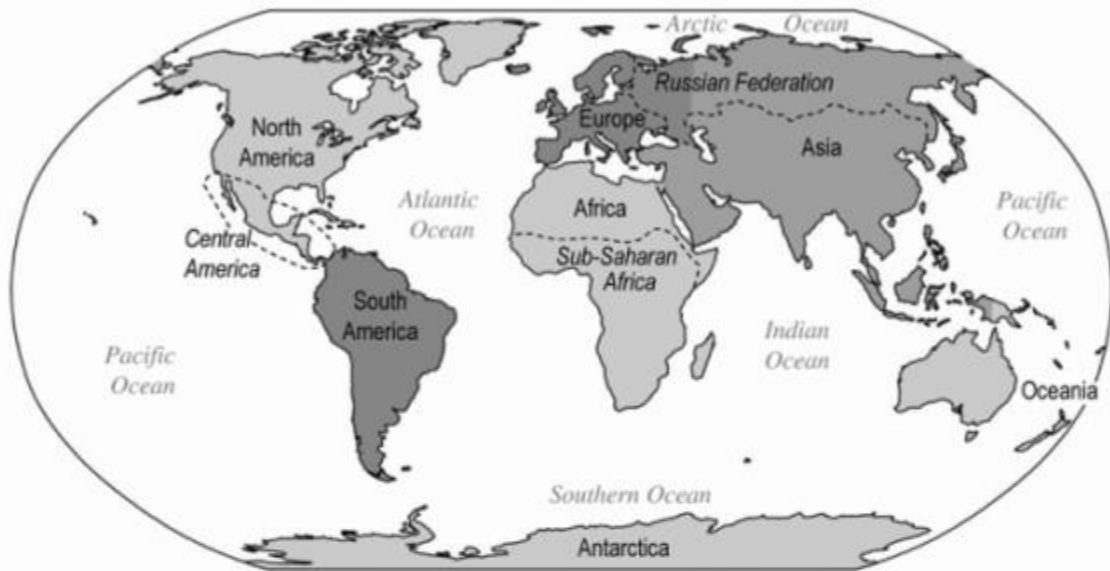 Arctic Ocean
Russian Federation
North
America
Europe
Asia
Atlantic
Ocean
Africa
Pacific
Ocean
Central
America
Sub-Saharan
Africa
South
America
Indian
Ocean
Pacific
Ocean
Oceania
Southern Ocean
Antarctica